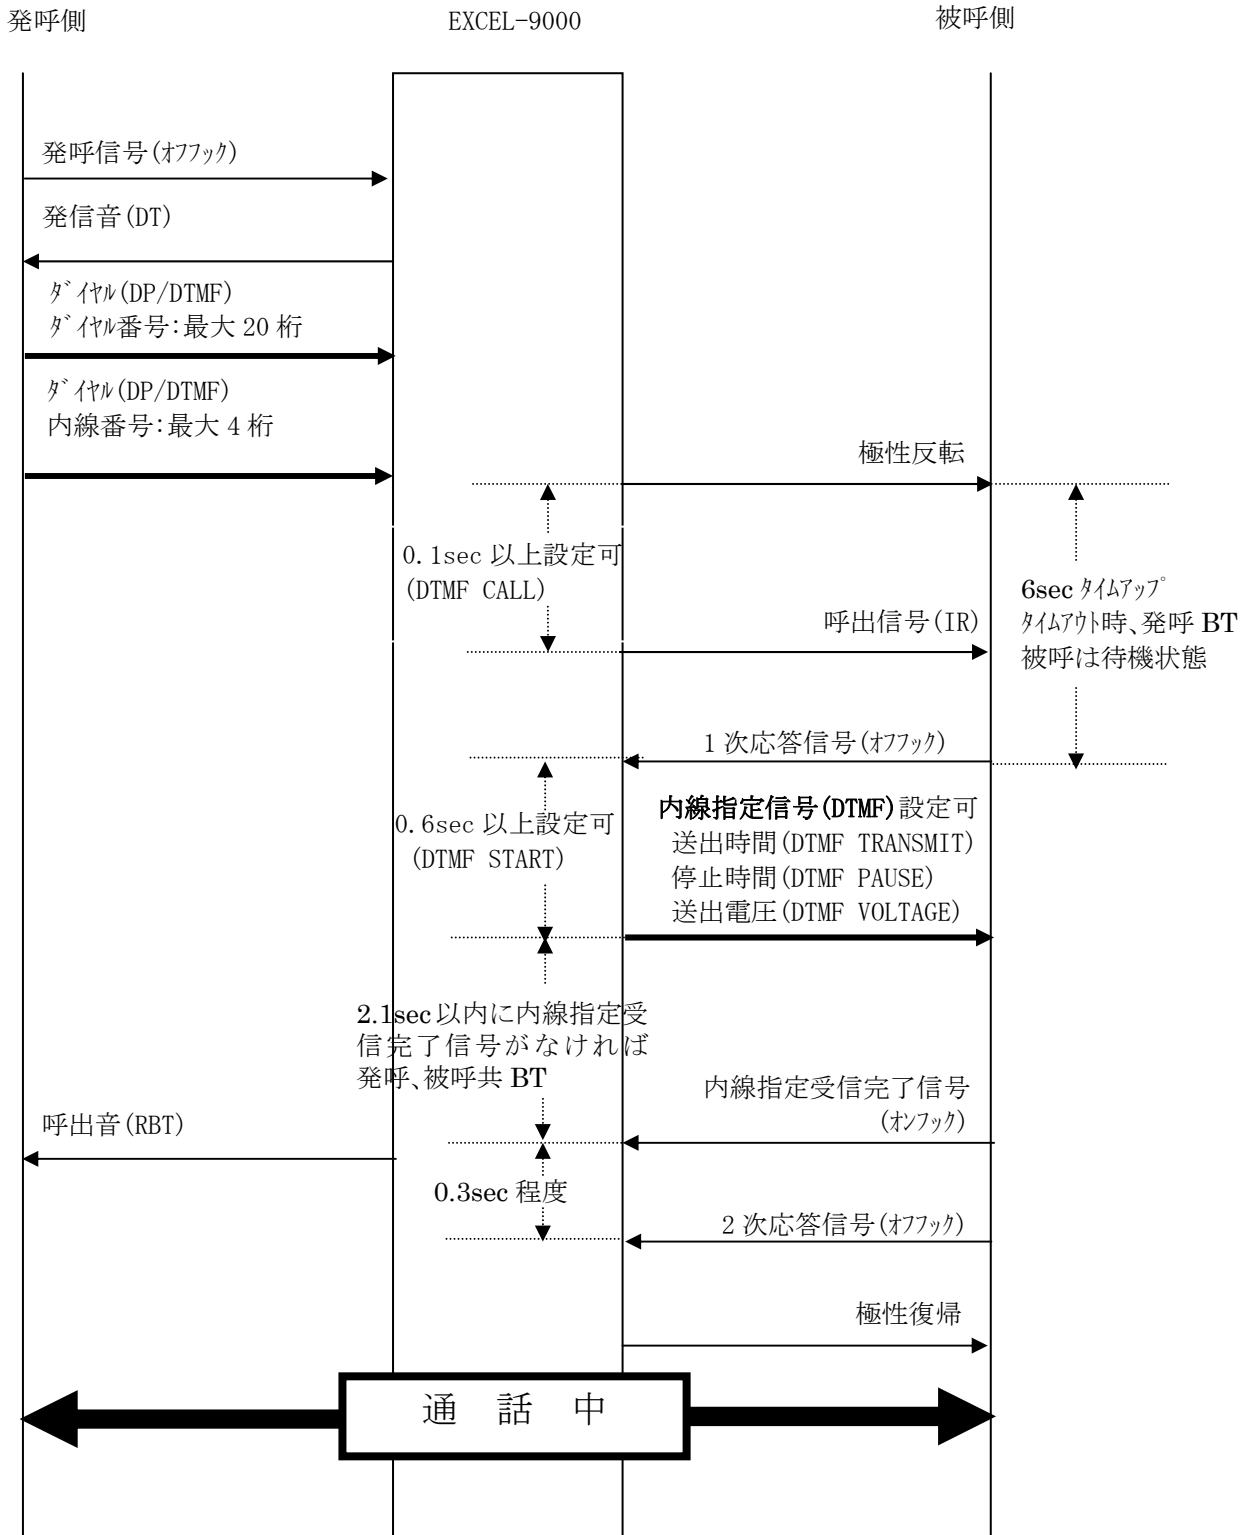 発呼側
EXCEL-9000
被呼側
発呼信号(ｵﾌﾌｯｸ)
発信音(DT)
ﾀﾞｲﾔﾙ(DP/DTMF)
ﾀﾞｲﾔﾙ番号:最大 20 桁
ﾀﾞｲﾔﾙ(DP/DTMF)
内線番号:最大 4 桁
極性反転
0.1sec 以上設定可
(DTMF CALL)
6sec ﾀｲﾑｱｯﾌﾟ
ﾀｲﾑｱｳﾄ時、発呼 BT
被呼は待機状態
呼出信号(IR)
1 次応答信号(ｵﾌﾌｯｸ)
0.6sec 以上設定可
(DTMF START)
内線指定信号(DTMF)設定可
送出時間(DTMF TRANSMIT)
停止時間(DTMF PAUSE)
送出電圧(DTMF VOLTAGE)
2.1sec 以内に内線指定受
信完了信号がなければ
発呼、被呼共 BT
内線指定受信完了信号
(ｵﾝﾌｯｸ)
呼出音(RBT)
0.3sec 程度
2 次応答信号(ｵﾌﾌｯｸ)
極性復帰
通 話 中